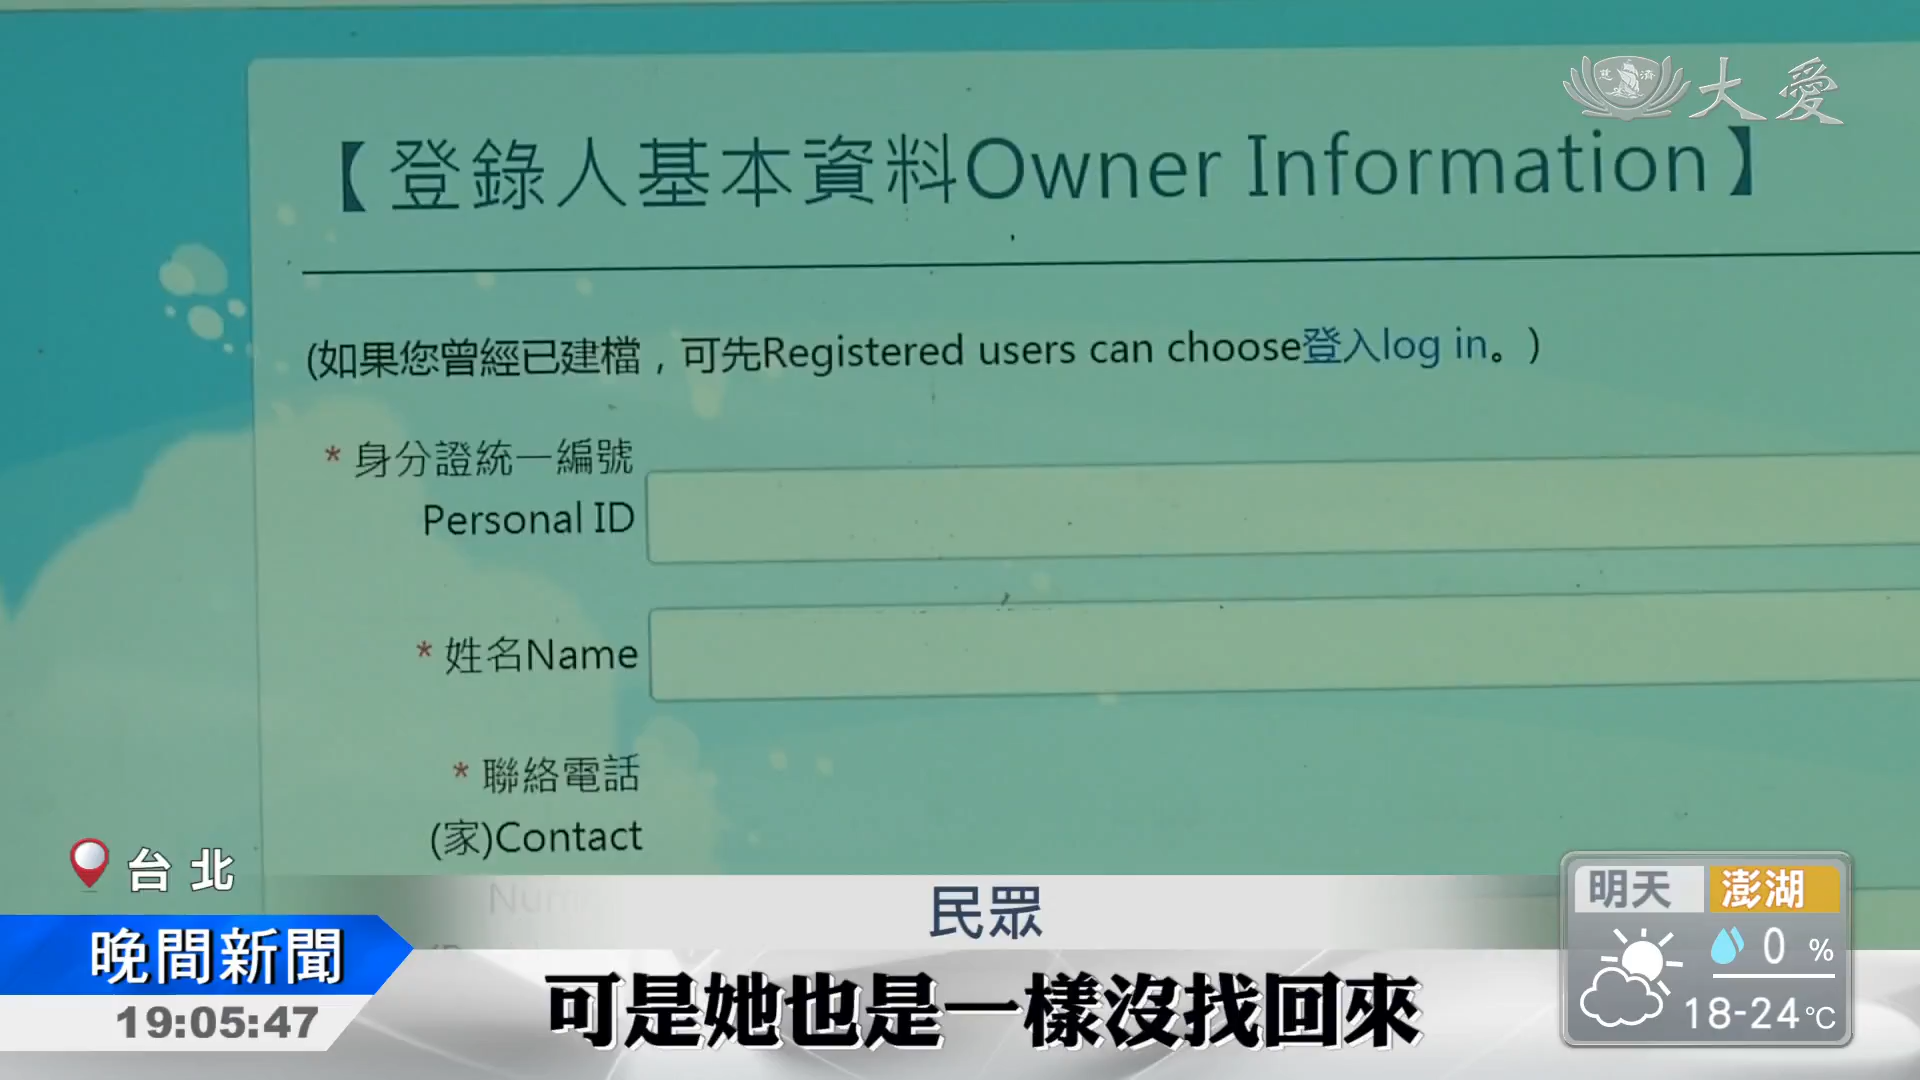 慈濟
大愛
【登錄人基本資料Owner Information】
(如果您曾經已建檔，可先Registered users can choose登入log in。)
* 身分證統一編號
Personal ID
* 姓名Name
* 聯絡電話
(家)Contact
台北
民眾
晚間新聞
19:05:47
可是她也是一樣沒找回來
明天
澎湖
0 %
18-24°C